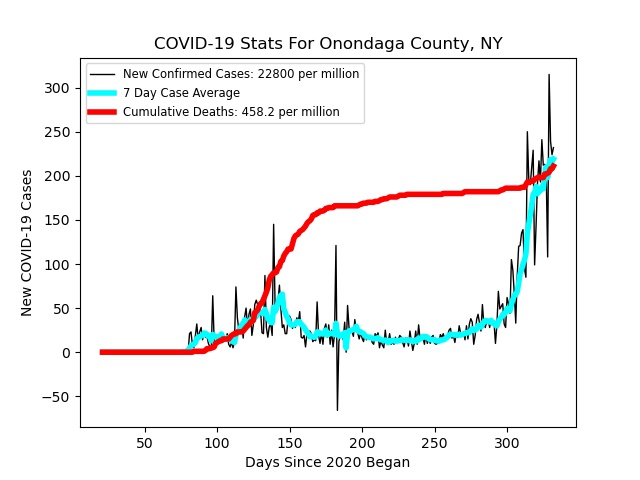 COVID-19 Stats For Onondaga County, NY
New Confirmed Cases: 22800 per million
7 Day Case Average
Cumulative Deaths: 458.2 per million
300
250
200
150
100
50
0
−50
New COVID-19 Cases
50 100 150 200 250 300
Days Since 2020 Began